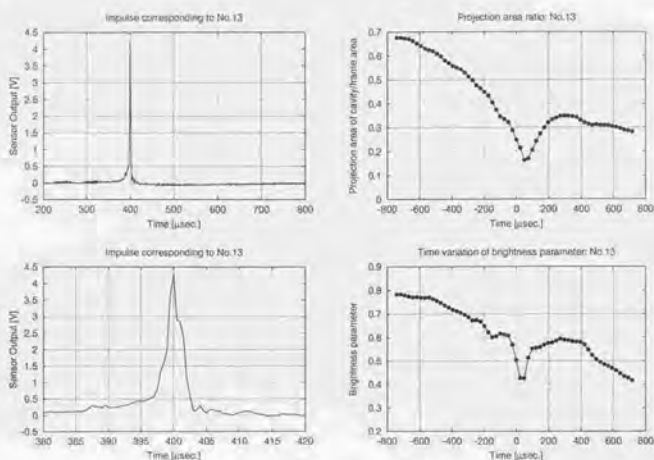 Impulse corresponding to No.13
4.5
4
3.5
3
2.5
2
1.5
1
0.5
0
-0.5
Sensor Output [V]
200 300 400 500 600 700 800
Time [μsec.]
Projection area ratio: No.13
0.7
0.6
0.5
0.4
0.3
0.2
0.1
0
Projection area of cavity/frame area
-800 -600 -400 -200 0 200 400 600 800
Time [μsec.]
Impulse corresponding to No.13
4.5
4
3.5
3
2.5
2
1.5
1
0.5
0
-0.5
Sensor Output [V]
380 385 390 395 400 405 410 415 420
Time [μsec.]
Time variation of brightness parameter: No.13
0.9
0.8
0.7
0.6
0.5
0.4
0.3
0.2
Brightness parameter
-800 -600 -400 -200 0 200 400 600 800
Time [μsec.]